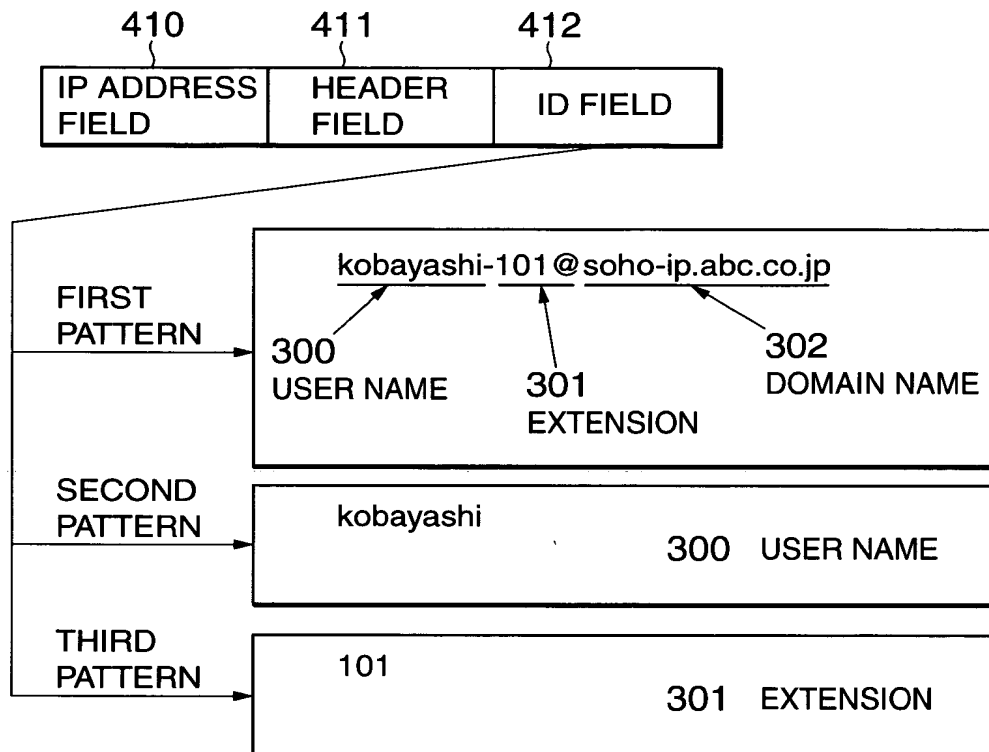 410 411 412
IP ADDRESS FIELD HEADER FIELD ID FIELD
FIRST PATTERN
kobayashi-101@soho-ip.abc.co.jp
300 USER NAME
301 EXTENSION
302 DOMAIN NAME
SECOND PATTERN
kobayashi
300 USER NAME
THIRD PATTERN
101
301 EXTENSION